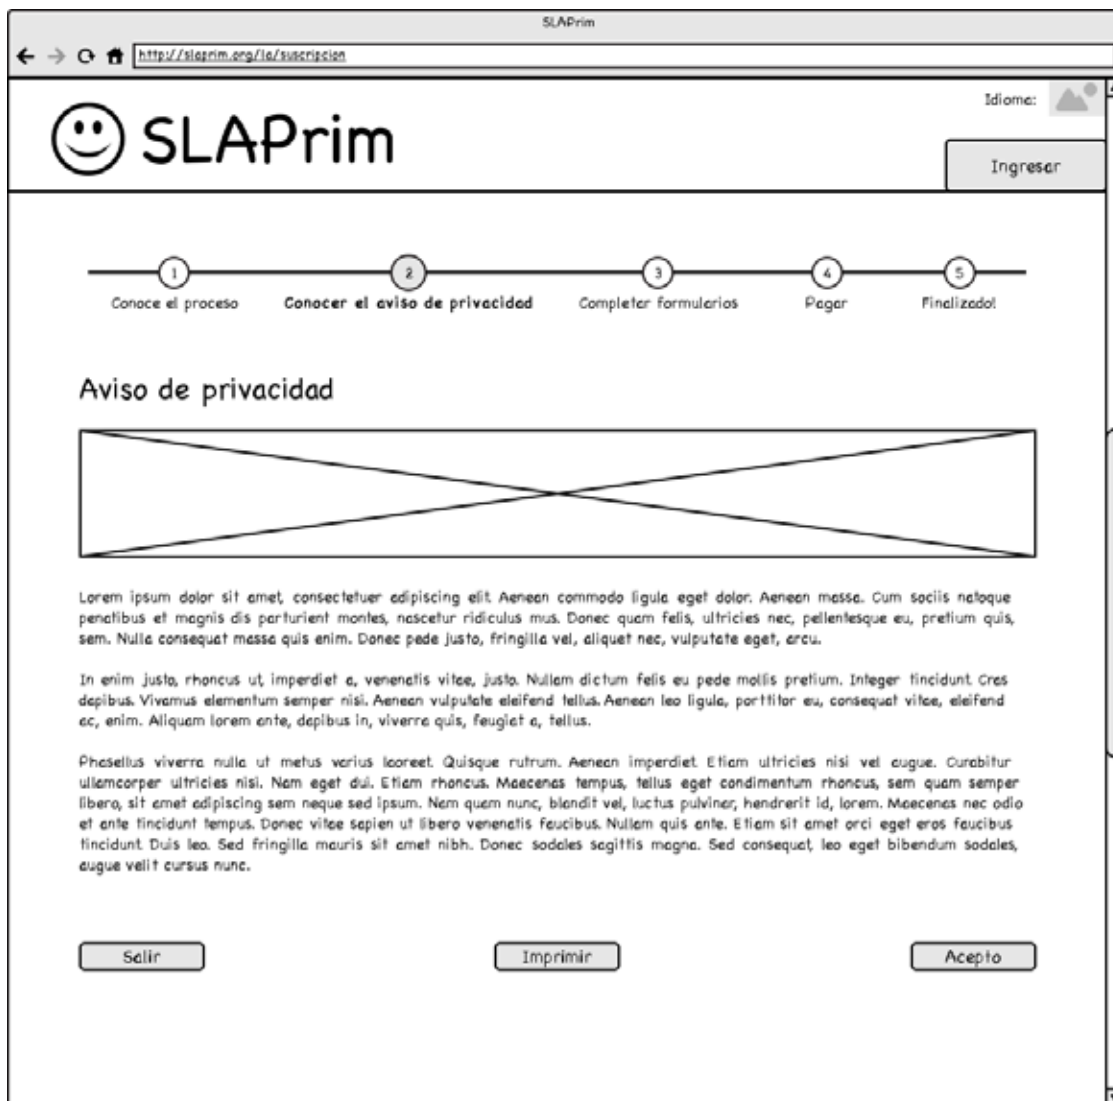 SLAPrim
http://slaprim.org/la/suscripcion
Idioma:
SLAPrim
Ingresar
1
2
3
4
5
Conoce el proceso
Conocer el aviso de privacidad
Completar formularios
Pagar
Finalizado!
Aviso de privacidad
Lorem ipsum dolor sit amet, consectetuer adipiscing elit. Aenean commodo ligula eget dolor. Aenean massa. Cum sociis natoque
penatibus et magnis dis parturient montes, nascetur ridiculus mus. Donec quam felis, ultricies nec, pellentesque eu, pretium quis,
sem. Nulla consequat massa quis enim. Donec pede justo, fringilla vel, aliquet nec, vulputate eget, arcu.
In enim justo, rhoncus ut, imperdiet a, venenatis vitae, justo. Nullam dictum felis eu pede mollis pretium. Integer tincidunt. Cras
dapibus. Vivamus elementum semper nisi. Aenean vulputate eleifend tellus. Aenean leo ligula, porttitor eu, consequat vitae, eleifend
ac, enim. Aliquam lorem ante, dapibus in, viverra quis, feugiat a, tellus.
Phasellus viverra nulla ut metus varius laoreet. Quisque rutrum. Aenean imperdiet. Etiam ultricies nisi vel augue. Curabitur
ullamcorper ultricies nisi. Nam eget dui. Etiam rhoncus. Maecenas tempus, tellus eget condimentum rhoncus, sem quam semper
libero, sit amet adipiscing sem neque sed ipsum. Nam quam nunc, blandit vel, luctus pulvinar, hendrerit id, lorem. Maecenas nec odio
et ante tincidunt tempus. Donec vitae sapien ut libero venenatis faucibus. Nullam quis ante. Etiam sit amet orci eget eros faucibus
tincidunt. Duis leo. Sed fringilla mauris sit amet nibh. Donec sodales sagittis magna. Sed consequat, leo eget bibendum sodales,
augue velit cursus nunc.
Salir
Imprimir
Acepto